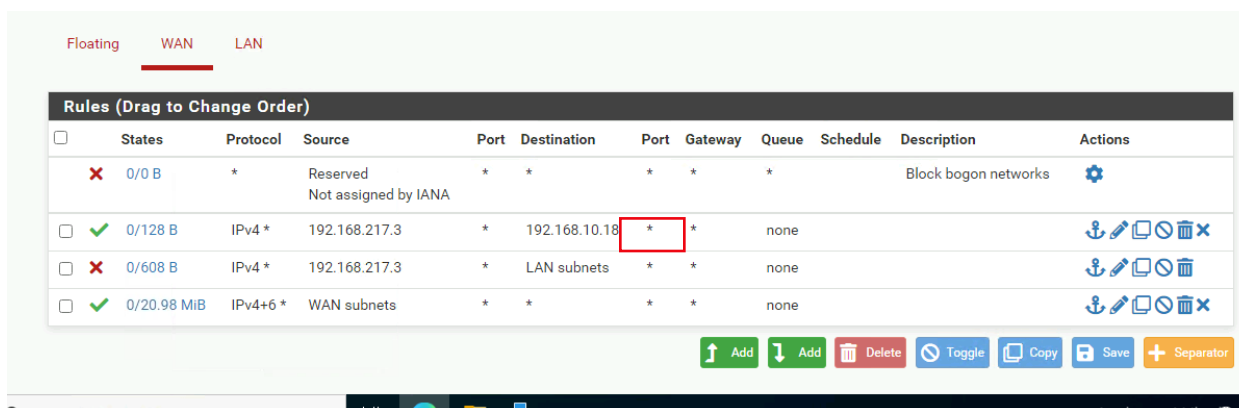 Floating WAN LAN
Rules (Drag to Change Order)
States Protocol Source Port Destination Port Gateway Queue Schedule Description Actions
0/0 B * Reserved * * * * * Block bogon networks
Not assigned by IANA
0/128 B IPv4 * 192.168.217.3 * 192.168.10.18 * * none
0/608 B IPv4 * 192.168.217.3 * LAN subnets * * none
0/20.98 MiB IPv4+6 * WAN subnets * * * * none
Add Add Delete Toggle Copy Save Separator